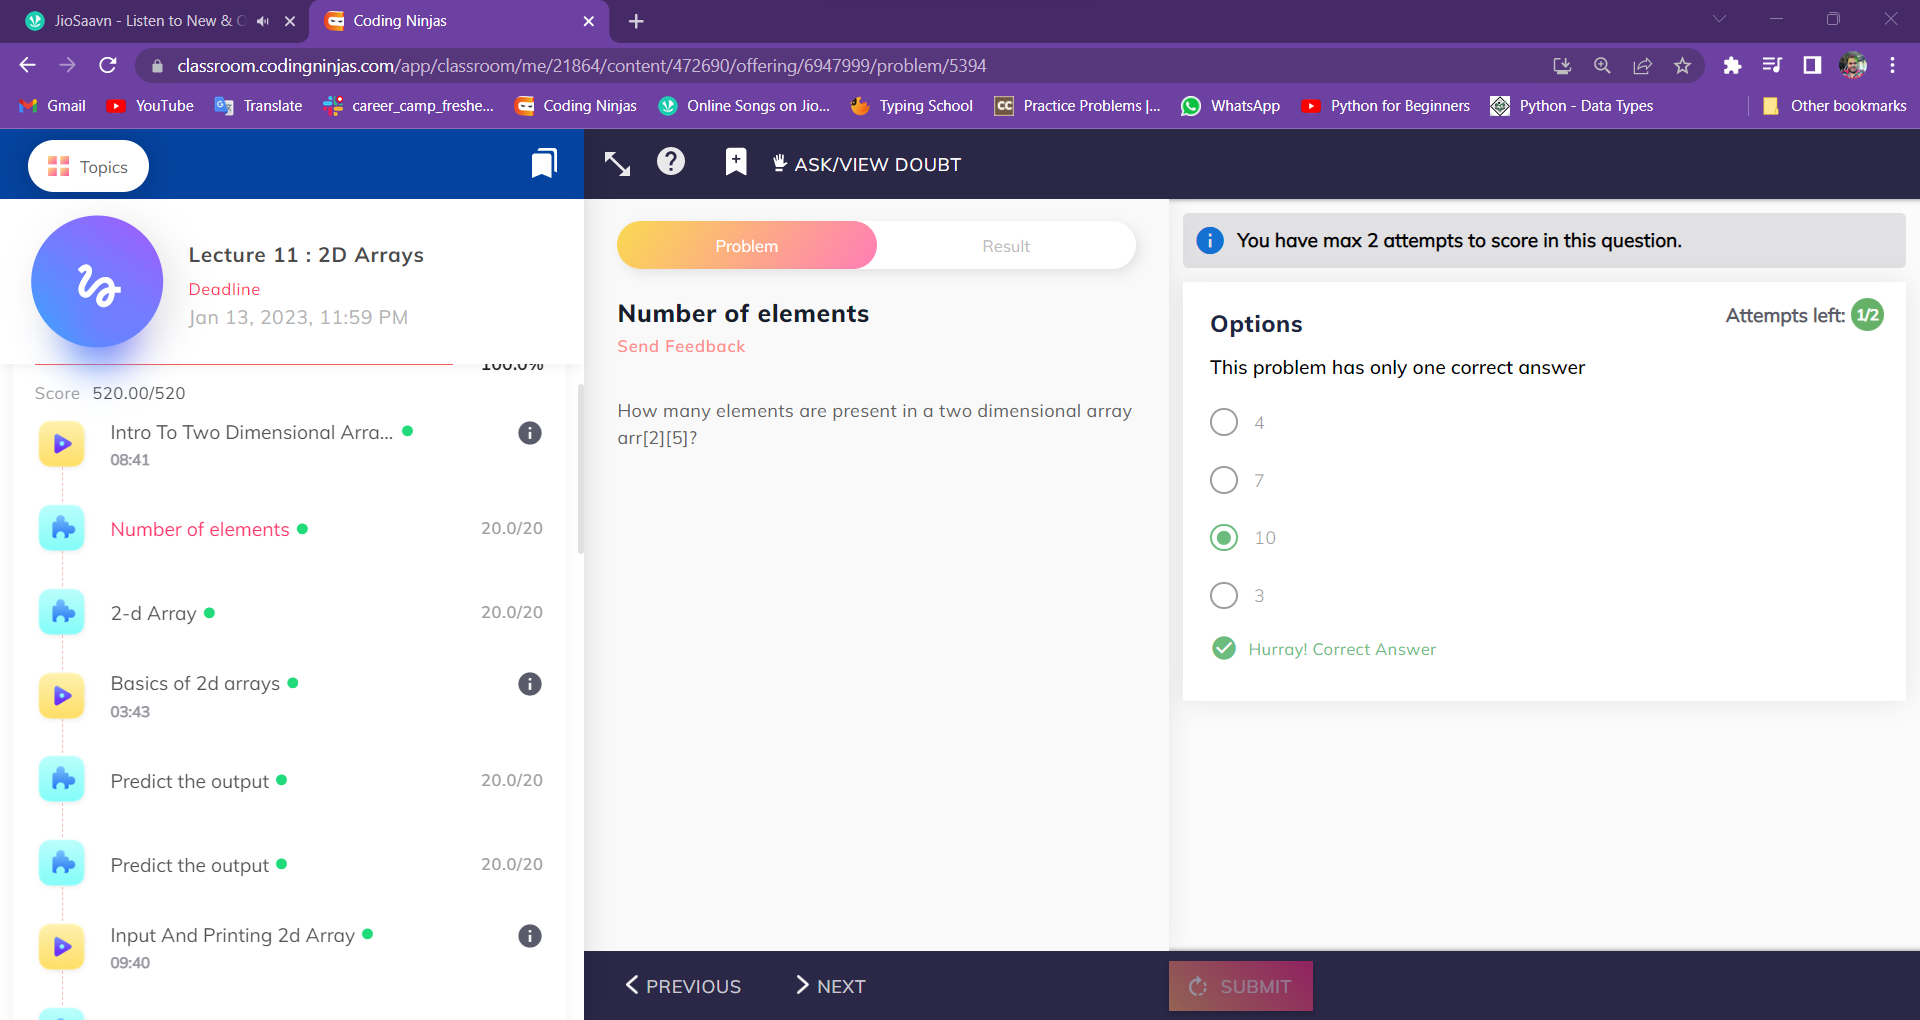 JioSaavn - Listen to New &
Coding Ninjas
classroom.codingninjas.com/app/classroom/me/21864/content/472690/offering/6947999/problem/5394
Gmail
YouTube
Translate
career_camp_freshe...
Coding Ninjas
Online Songs on Jio...
Typing School
CC
Practice Problems |...
WhatsApp
Python for Beginners
Python - Data Types
Other bookmarks
Topics
ASK/VIEW DOUBT
Lecture 11 : 2D Arrays
Deadline
Jan 13, 2023, 11:59 PM
100.0%
Score 520.00/520
Intro To Two Dimensional Arra...
08:41
Number of elements
20.0/20
2-d Array
20.0/20
Basics of 2d arrays
03:43
Predict the output
20.0/20
Predict the output
20.0/20
Input And Printing 2d Array
09:40
Problem
Result
Number of elements
Send Feedback
How many elements are present in a two dimensional array
arr[2][5]?
You have max 2 attempts to score in this question.
Options
Attempts left: 1/2
This problem has only one correct answer
4
7
10
3
Hurray! Correct Answer
PREVIOUS
NEXT
SUBMIT